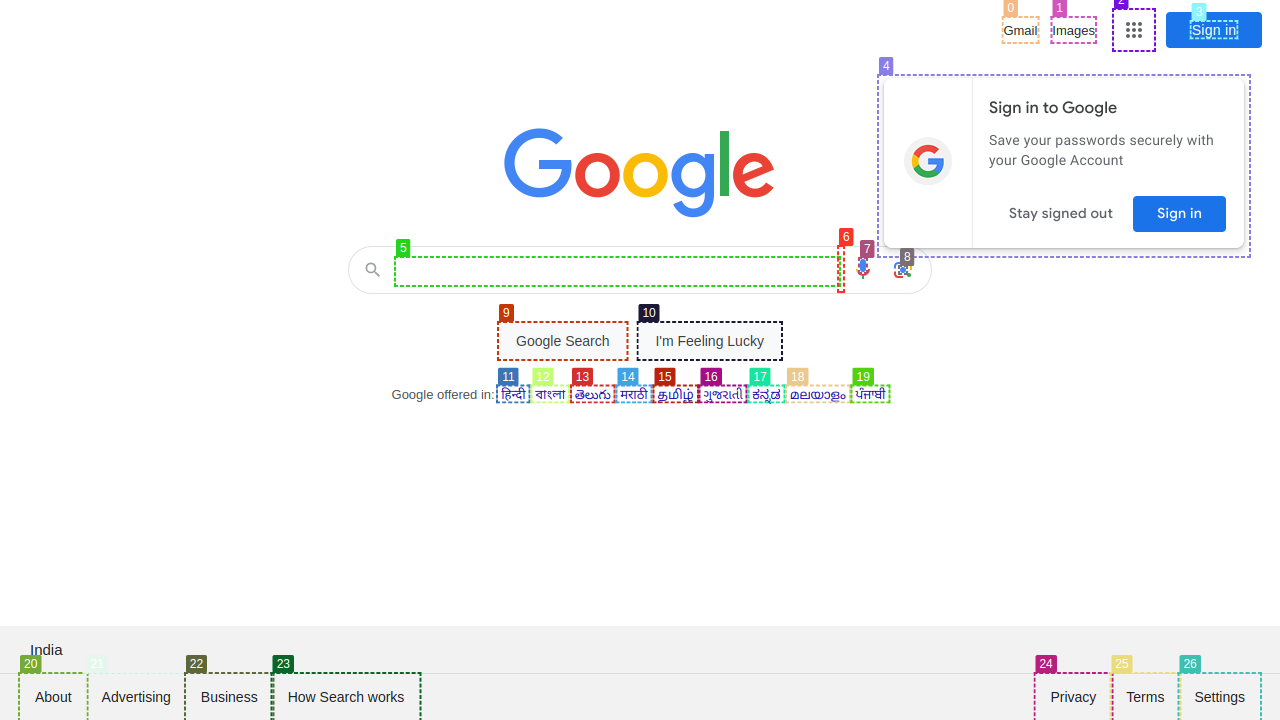 0 1 2 3
Gmail Images Sign in
4
Sign in to Google
Save your passwords securely with
your Google Account
Stay signed out Sign in
Google
5 6 7 8
9 10
Google Search I'm Feeling Lucky
11 12 13 14 15 16 17 18 19
Google offered in: हिन्दी বাংলা తెలుగు मराठी தமிழ் ગુજરાતી ಕನ್ನಡ മലയാളം ਪੰਜਾਬੀ
India
20 21 22 23 24 25 26
About Advertising Business How Search works Privacy Terms Settings